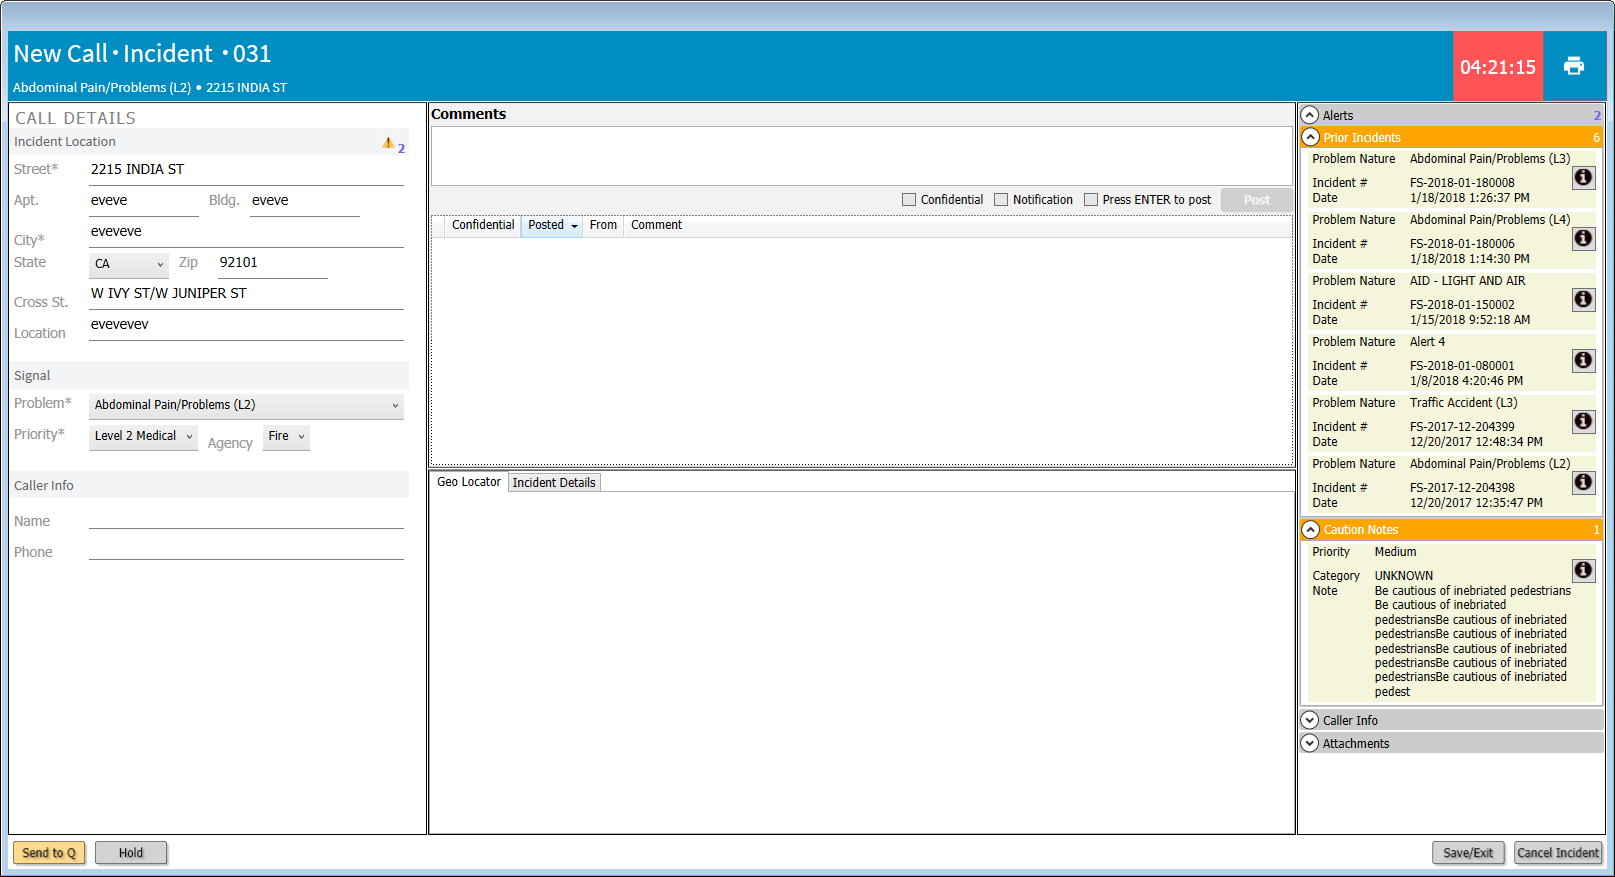 New Call • Incident • 031
Abdominal Pain/Problems (L2) • 2215 INDIA ST
04:21:15
CALL DETAILS
Incident Location
2
Street* 2215 INDIA ST
Apt. eveve Bldg. eveve
City* eveveve
State CA Zip 92101
Cross St. W IVY ST/W JUNIPER ST
Location evevevev
Signal
Problem* Abdominal Pain/Problems (L2)
Priority* Level 2 Medical Agency Fire
Caller Info
Name
Phone
Comments
Confidential Notification Press ENTER to post Post
Confidential Posted From Comment
Geo Locator Incident Details
Alerts 2
Prior Incidents 6
Problem Nature Abdominal Pain/Problems (L3)
Incident # FS-2018-01-180008
Date 1/18/2018 1:26:37 PM
Problem Nature Abdominal Pain/Problems (L4)
Incident # FS-2018-01-180006
Date 1/18/2018 1:14:30 PM
Problem Nature AID - LIGHT AND AIR
Incident # FS-2018-01-150002
Date 1/15/2018 9:52:18 AM
Problem Nature Alert 4
Incident # FS-2018-01-080001
Date 1/8/2018 4:20:46 PM
Problem Nature Traffic Accident (L3)
Incident # FS-2017-12-204399
Date 12/20/2017 12:48:34 PM
Problem Nature Abdominal Pain/Problems (L2)
Incident # FS-2017-12-204398
Date 12/20/2017 12:35:47 PM
Caution Notes 1
Priority Medium
Category UNKNOWN
Note Be cautious of inebriated pedestrians
Be cautious of inebriated
pedestriansBe cautious of inebriated
pedestriansBe cautious of inebriated
pedestriansBe cautious of inebriated
pedestriansBe cautious of inebriated
pedestriansBe cautious of inebriated
pedest
Caller Info
Attachments
Send to Q Hold Save/Exit Cancel Incident